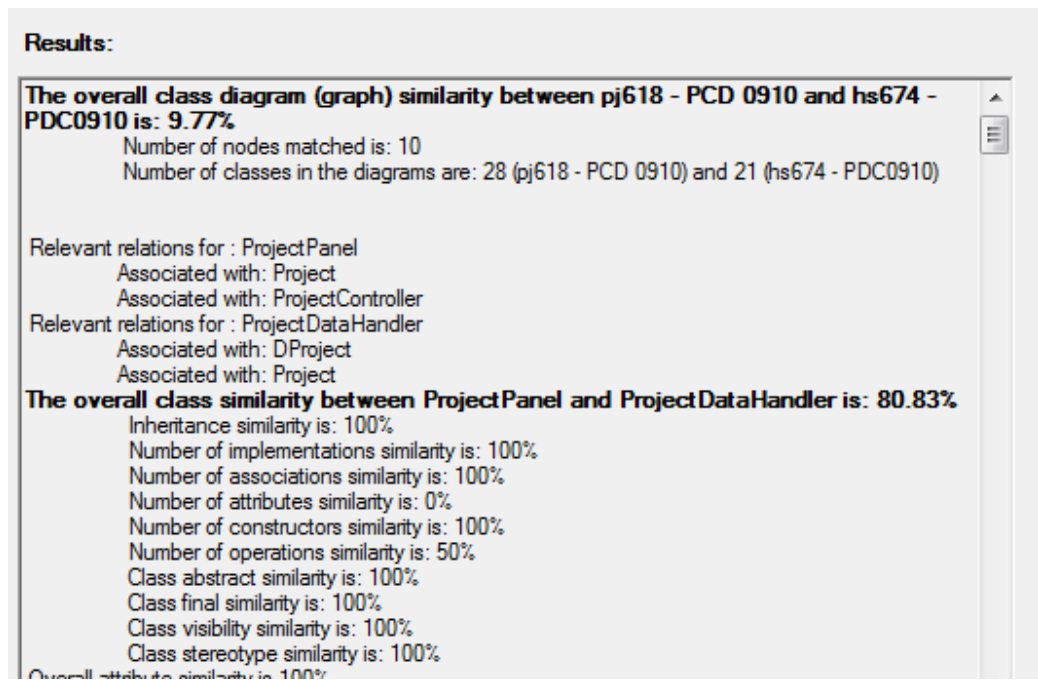 Results:
The overall class diagram (graph) similarity between pj618 - PCD 0910 and hs674 -
PDC0910 is: 9.77%
Number of nodes matched is: 10
Number of classes in the diagrams are: 28 (pj618 - PCD 0910) and 21 (hs674 - PDC0910)
Relevant relations for : ProjectPanel
Associated with: Project
Associated with: ProjectController
Relevant relations for : ProjectDataHandler
Associated with: DProject
Associated with: Project
The overall class similarity between ProjectPanel and ProjectDataHandler is: 80.83%
Inheritance similarity is: 100%
Number of implementations similarity is: 100%
Number of associations similarity is: 100%
Number of attributes similarity is: 0%
Number of constructors similarity is: 100%
Number of operations similarity is: 50%
Class abstract similarity is: 100%
Class final similarity is: 100%
Class visibility similarity is: 100%
Class stereotype similarity is: 100%
Overall attribute similarity is 100%